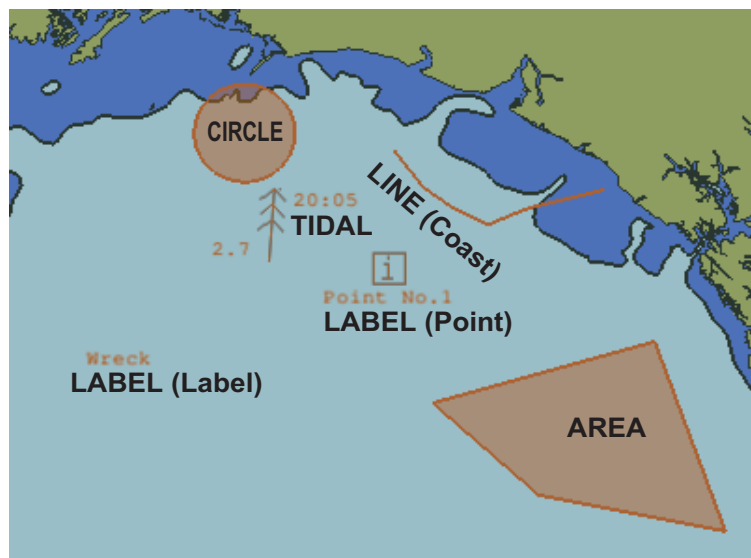 CIRCLE
20:05
TIDAL
2.7
LINE (Coast)
i
Point No.1
LABEL (Point)
Wreck
LABEL (Label)
AREA